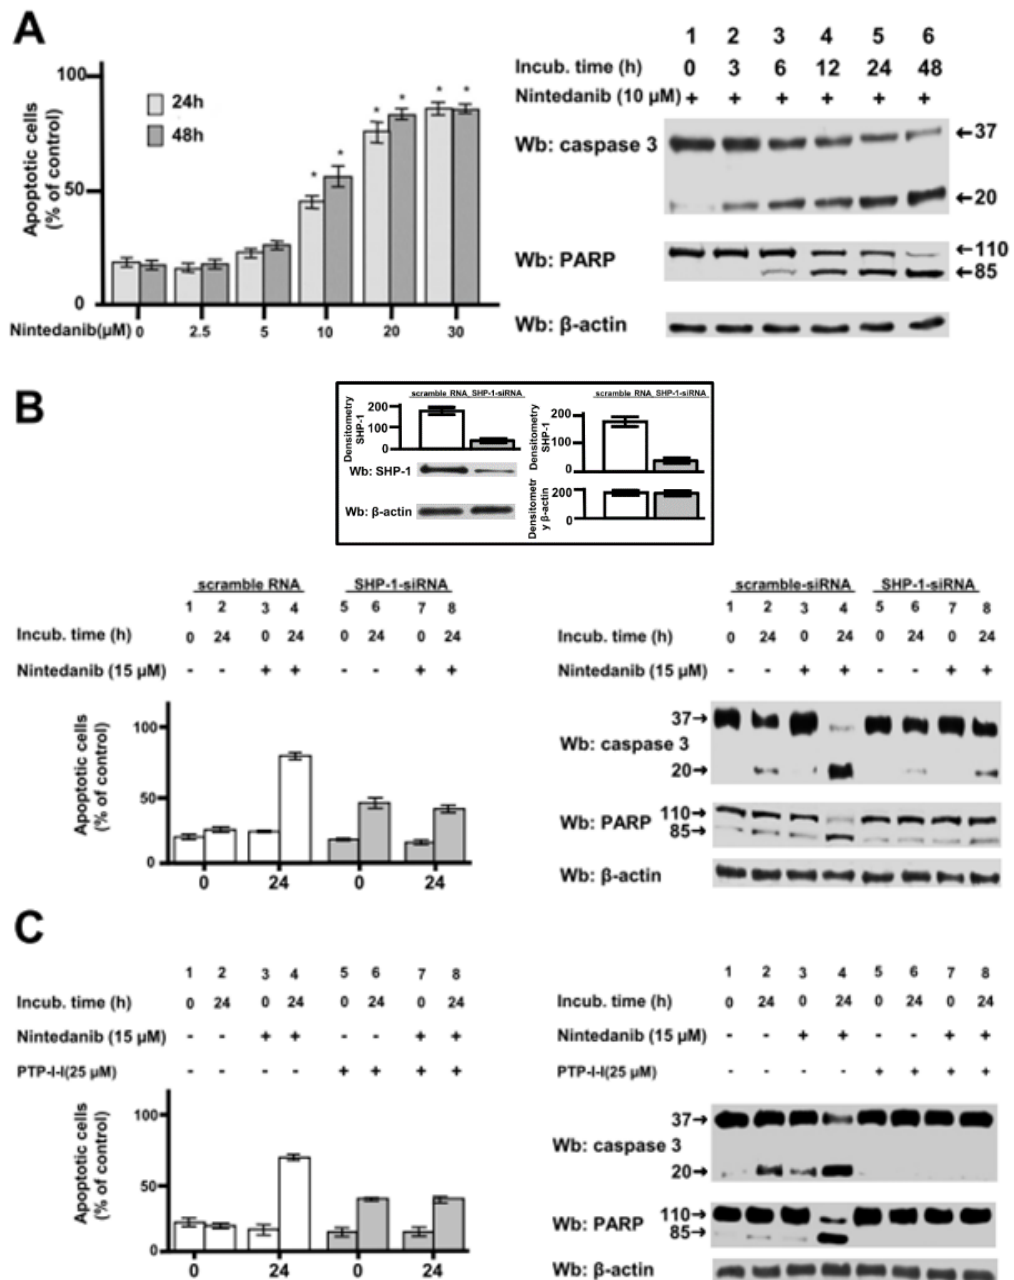 A
100
50
0
Apoptotic cells
(% of control)
24h
48h
* * * * * *
Nintedanib(µM) 0 2.5 5 10 20 30
1 2 3 4 5 6
Incub. time (h) 0 3 6 12 24 48
Nintedanib (10 µM) + + + + + +
Wb: caspase 3
←37
←20
Wb: PARP
←110
←85
Wb: β-actin
B
scramble RNA SHP-1-siRNA
Densitometry
SHP-1
200
100
0
Wb: SHP-1
Wb: β-actin
scramble RNA SHP-1-siRNA
Densitometry
SHP-1
200
100
0
Densitometr
y β-actin
200
0
scramble RNA SHP-1-siRNA
1 2 3 4 5 6 7 8
Incub. time (h) 0 24 0 24 0 24 0 24
Nintedanib (15 µM) - - + + - - + +
Apoptotic cells
(% of control)
100
50
0
0 24 0 24
scramble-siRNA SHP-1-siRNA
1 2 3 4 5 6 7 8
Incub. time (h) 0 24 0 24 0 24 0 24
Nintedanib (15 µM) - - + + - - + +
37→
Wb: caspase 3
20→
Wb: PARP 110→
85→
Wb: β-actin
C
1 2 3 4 5 6 7 8
Incub. time (h) 0 24 0 24 0 24 0 24
Nintedanib (15 µM) - - + + - - + +
PTP-I-I(25 µM) - - - - + + + +
Apoptotic cells
(% of control)
100
50
0
0 24 0 24
1 2 3 4 5 6 7 8
Incub. time (h) 0 24 0 24 0 24 0 24
Nintedanib (15 µM) - - + + - - + +
PTP-I-I(25 µM) - - - - + + + +
37→
Wb: caspase 3
20→
Wb: PARP 110→
85→
Wb: β-actin